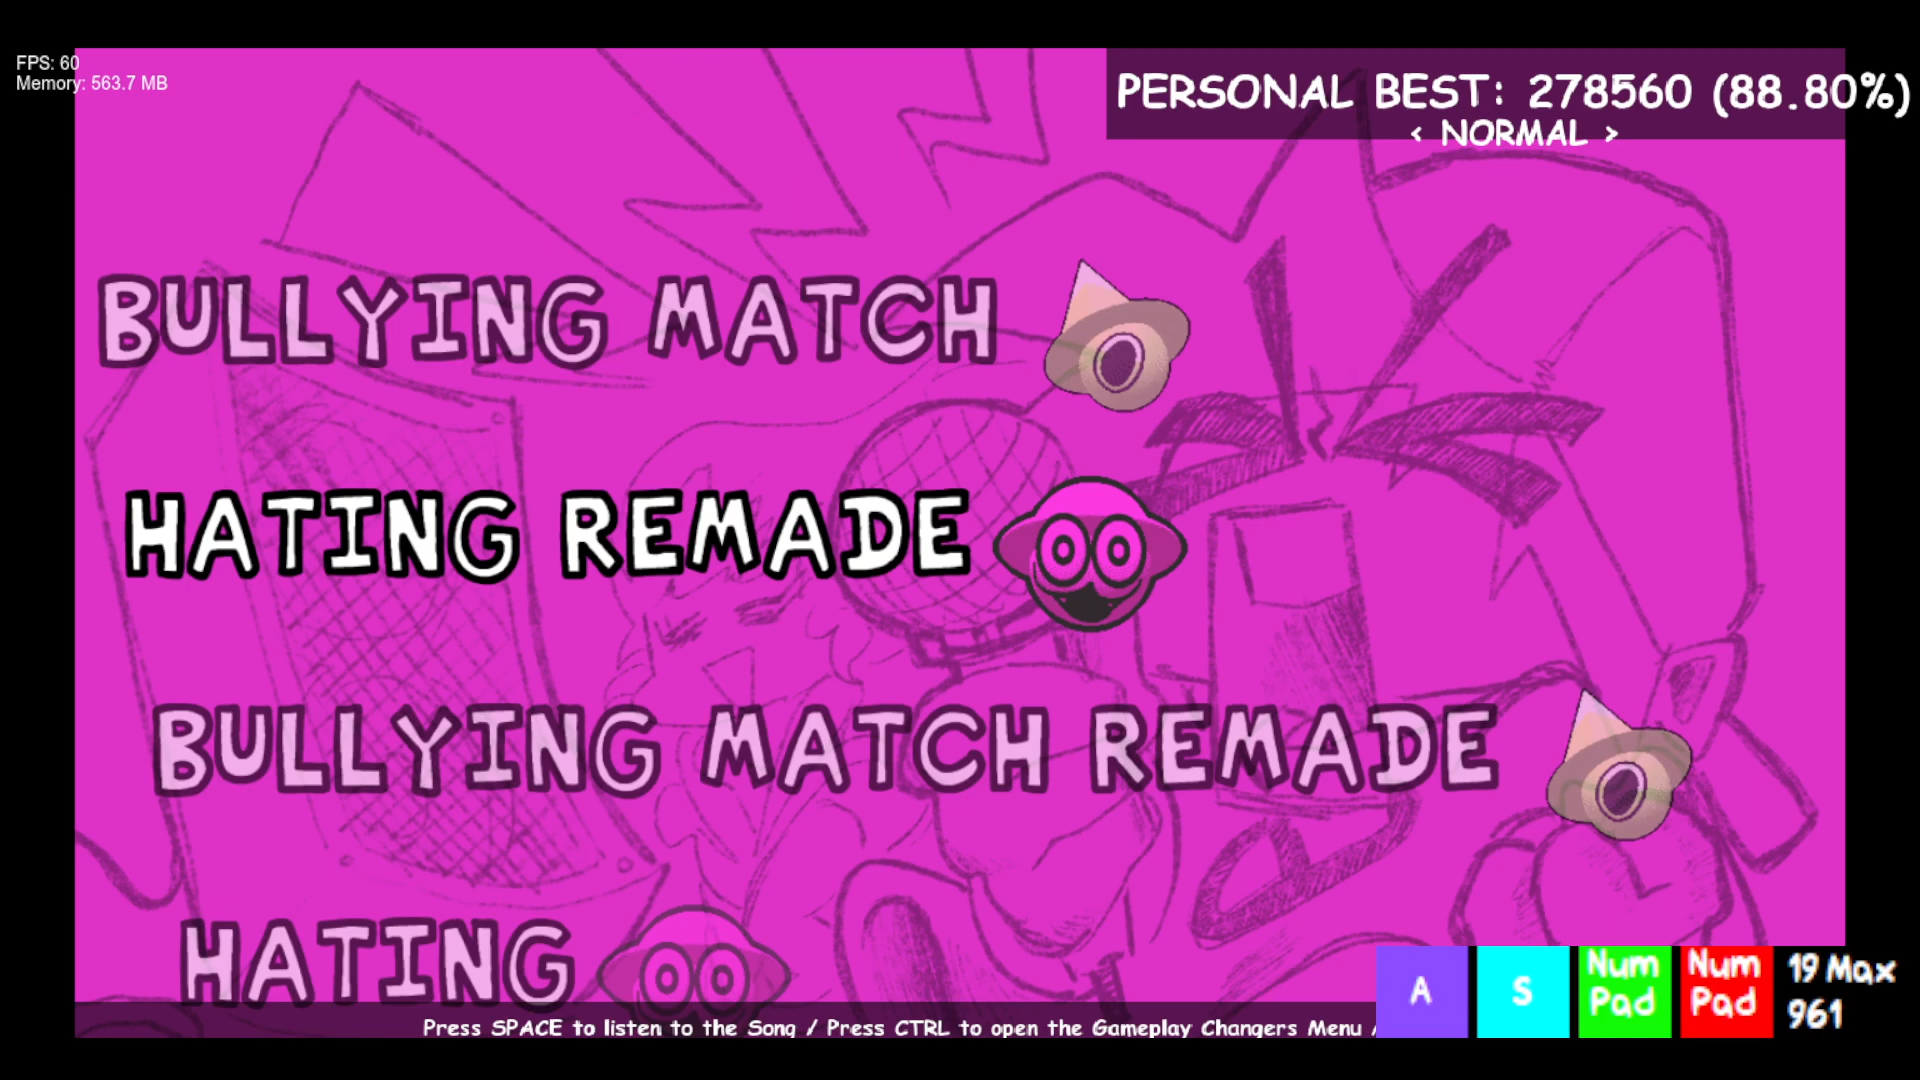 FPS: 60
Memory: 563.7 MB
PERSONAL BEST: 278560 (88.80%)
< NORMAL >
BULLYING MATCH
HATING REMADE
BULLYING MATCH REMADE
HATING
Press SPACE to listen to the Song / Press CTRL to open the Gameplay Changers Menu /
A
S
Num
Pad
Num
Pad
19 Max
961